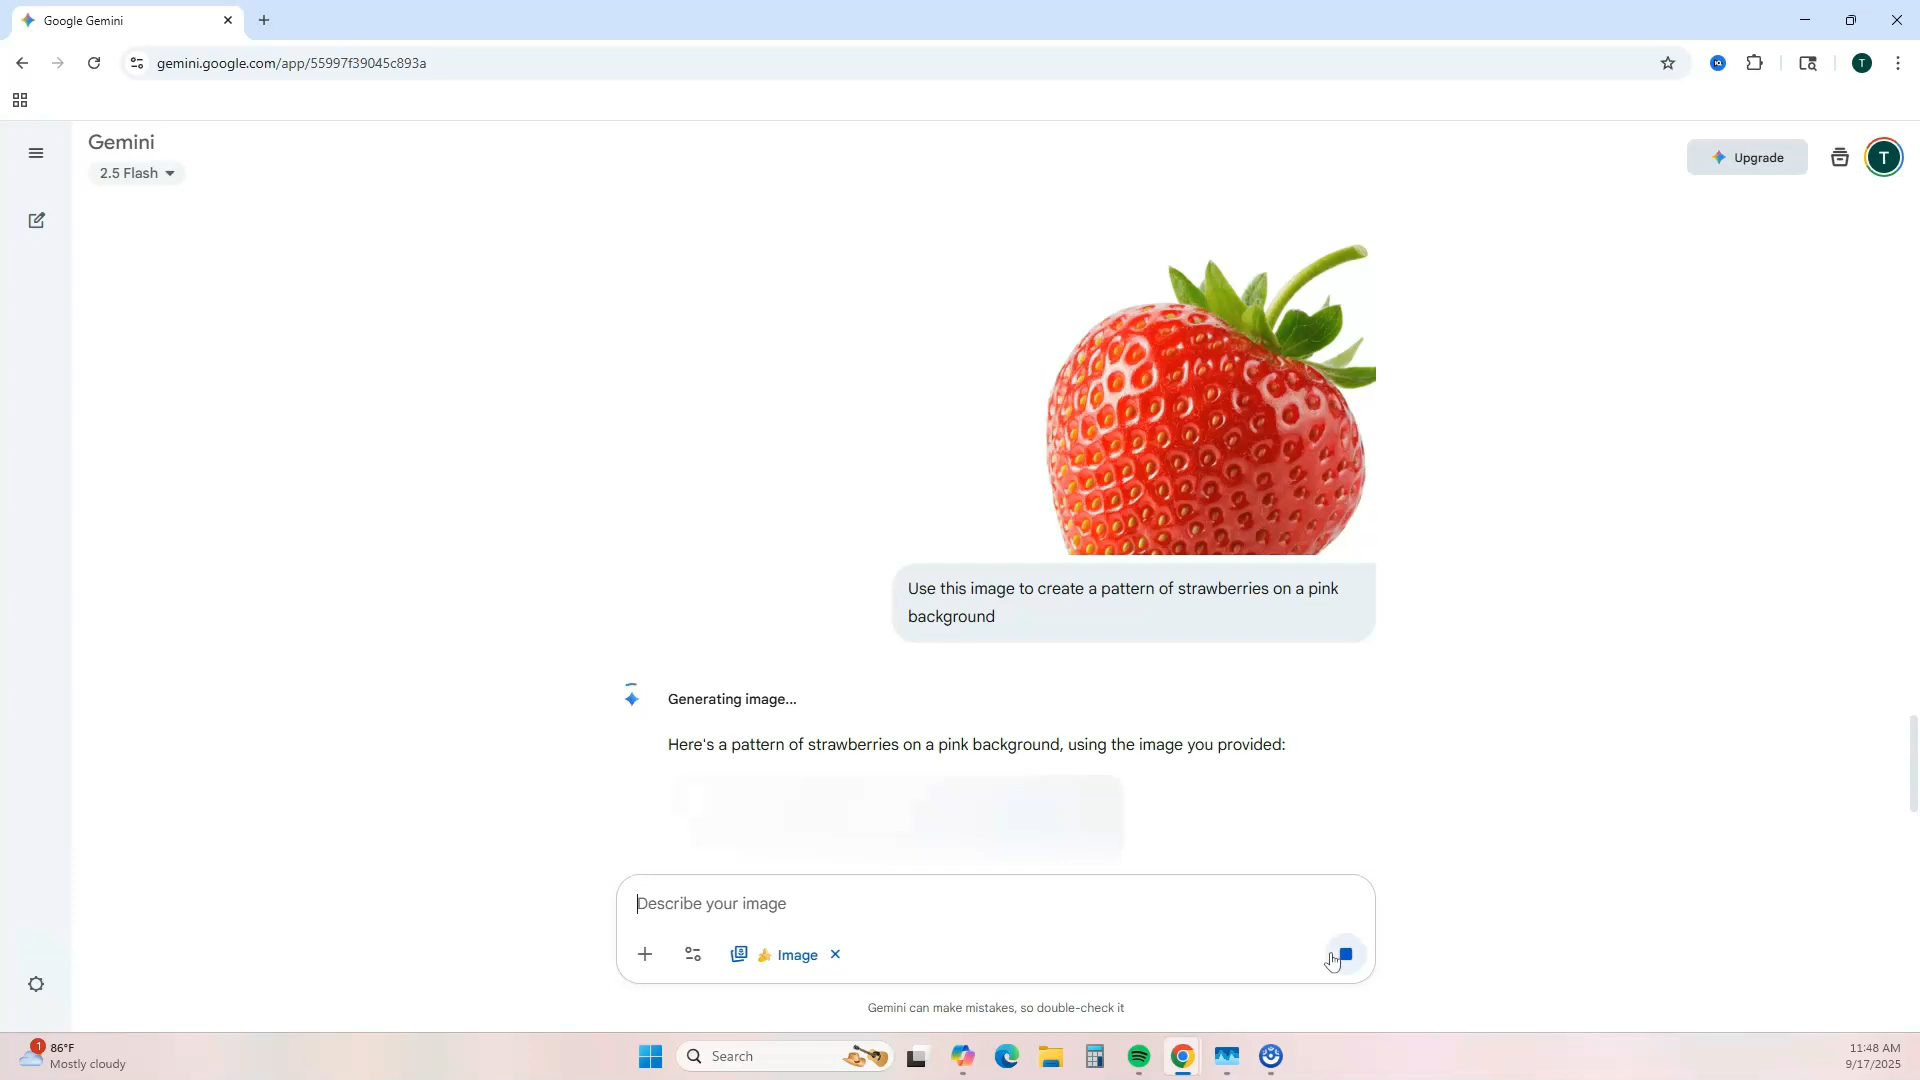 Google Gemini
gemini.google.com/app/55997f39045c893a
T
Gemini
2.5 Flash
Upgrade
T
Use this image to create a pattern of strawberries on a pink
background
Generating image...
Here's a pattern of strawberries on a pink background, using the image you provided:
Describe your image
Image
Gemini can make mistakes, so double-check it
1
86°F
Mostly cloudy
Search
11:48 AM
9/17/2025